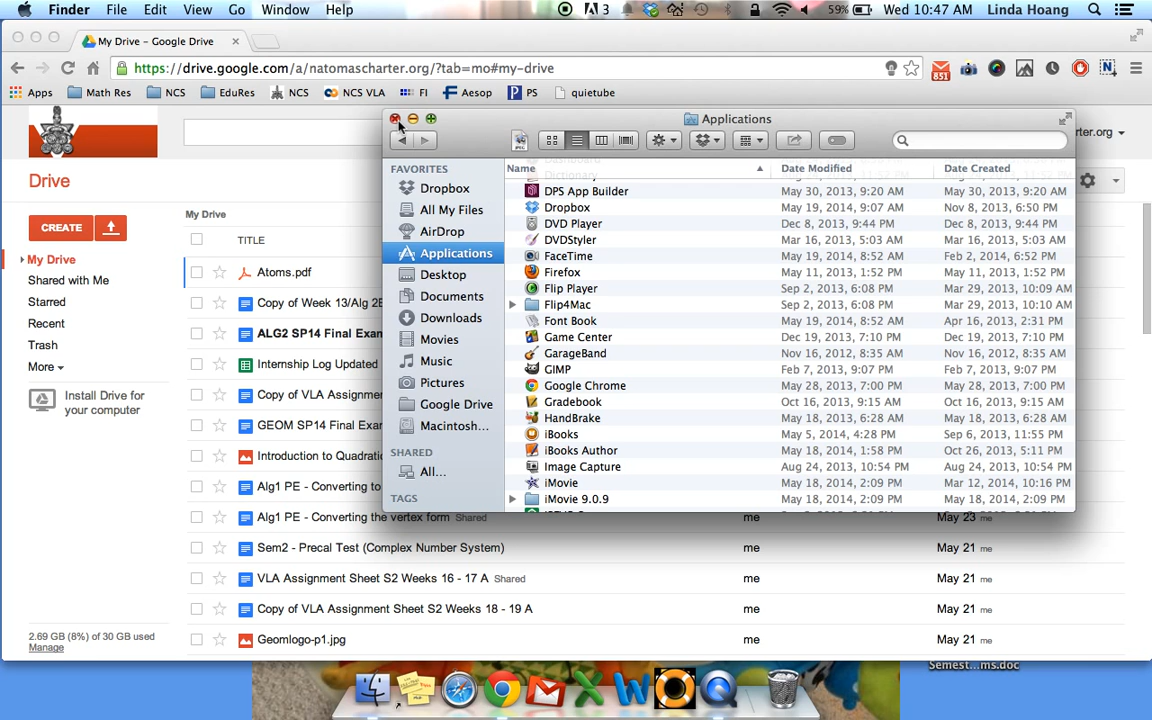 Finder File Edit View Go Window Help 3 59% Wed 10:47 AM Linda Hoang
My Drive – Google Drive
https://drive.google.com/a/natomascharter.org/?tab=mo#my-drive 851
Apps Math Res NCS EduRes NCS NCS VLA FI Aesop PS quietube
Applications
rter.org
Drive
CREATE
My Drive
Shared with Me
Starred
Recent
Trash
More
Install Drive for
your computer
2.69 GB (8%) of 30 GB used
Manage
My Drive
TITLE
Atoms.pdf
Copy of Week 13/Alg 2E
ALG2 SP14 Final Exan
Internship Log Updated
Copy of VLA Assignme
GEOM SP14 Final Exa
Introduction to Quadrati
Alg1 PE - Converting to
Alg1 PE - Converting the vertex form Shared me May 23 me
Sem2 - Precal Test (Complex Number System) me May 21 me
VLA Assignment Sheet S2 Weeks 16 - 17 A Shared me May 21 me
Copy of VLA Assignment Sheet S2 Weeks 18 - 19 A me May 21 me
Geomlogo-p1.jpg me May 21 me
FAVORITES
Dropbox
All My Files
AirDrop
Applications
Desktop
Documents
Downloads
Movies
Music
Pictures
Google Drive
Macintosh...
SHARED
All...
TAGS
Name Date Modified Date Created
Dictionary
DPS App Builder May 30, 2013, 9:20 AM May 30, 2013, 9:20 AM
Dropbox May 19, 2014, 9:07 AM Nov 8, 2013, 6:50 PM
DVD Player Dec 8, 2013, 9:44 PM Dec 8, 2013, 9:44 PM
DVDStyler Mar 16, 2013, 5:03 AM Mar 16, 2013, 5:03 AM
FaceTime May 19, 2014, 8:52 AM Feb 2, 2014, 6:52 PM
Firefox May 11, 2013, 1:52 PM May 11, 2013, 1:52 PM
Flip Player Sep 2, 2013, 6:08 PM Mar 29, 2013, 10:09 AM
Flip4Mac Sep 2, 2013, 6:08 PM Mar 29, 2013, 10:10 AM
Font Book May 19, 2014, 8:52 AM Apr 16, 2013, 2:31 PM
Game Center Dec 19, 2013, 7:10 PM Dec 19, 2013, 7:10 PM
GarageBand Nov 16, 2012, 8:35 AM Nov 16, 2012, 8:35 AM
GIMP Feb 7, 2013, 9:07 PM Feb 7, 2013, 9:07 PM
Google Chrome May 28, 2013, 7:00 PM May 28, 2013, 7:00 PM
Gradebook Oct 16, 2013, 9:15 AM Oct 16, 2013, 9:15 AM
HandBrake May 18, 2013, 6:28 AM May 18, 2013, 6:28 AM
iBooks May 5, 2014, 4:28 PM Sep 6, 2013, 11:55 PM
iBooks Author May 18, 2014, 1:58 PM Oct 26, 2013, 5:11 PM
Image Capture Aug 24, 2013, 10:54 PM Aug 24, 2013, 10:54 PM
iMovie May 18, 2014, 2:09 PM Mar 12, 2014, 10:16 PM
iMovie 9.0.9 May 18, 2014, 2:09 PM May 18, 2014, 2:09 PM
Semest...ms.doc